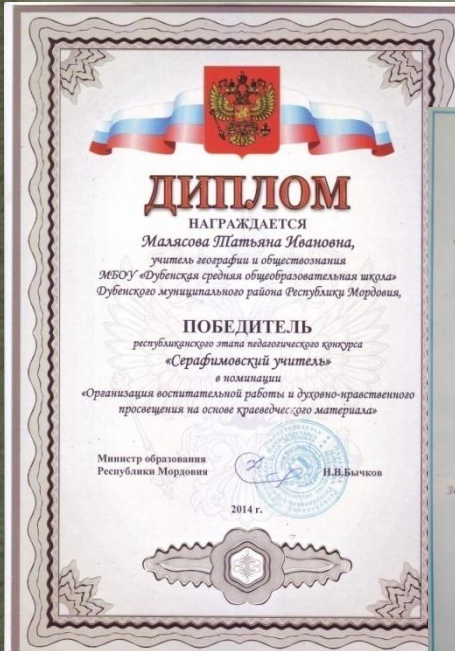 ДИПЛОМ
НАГРАЖДАЕТСЯ
Малясова Татьяна Ивановна,
учитель географии и обществознания
МБОУ «Дубенская средняя общеобразовательная школа»
Дубенского муниципального района Республики Мордовия,
ПОБЕДИТЕЛЬ
республиканского этапа педагогического конкурса
«Серафимовский учитель»
в номинации
«Организация воспитательной работы и духовно-нравственного
просвещения на основе краеведческого материала»
Министр образования
Республики Мордовия Н.В.Бычков
2014 г.